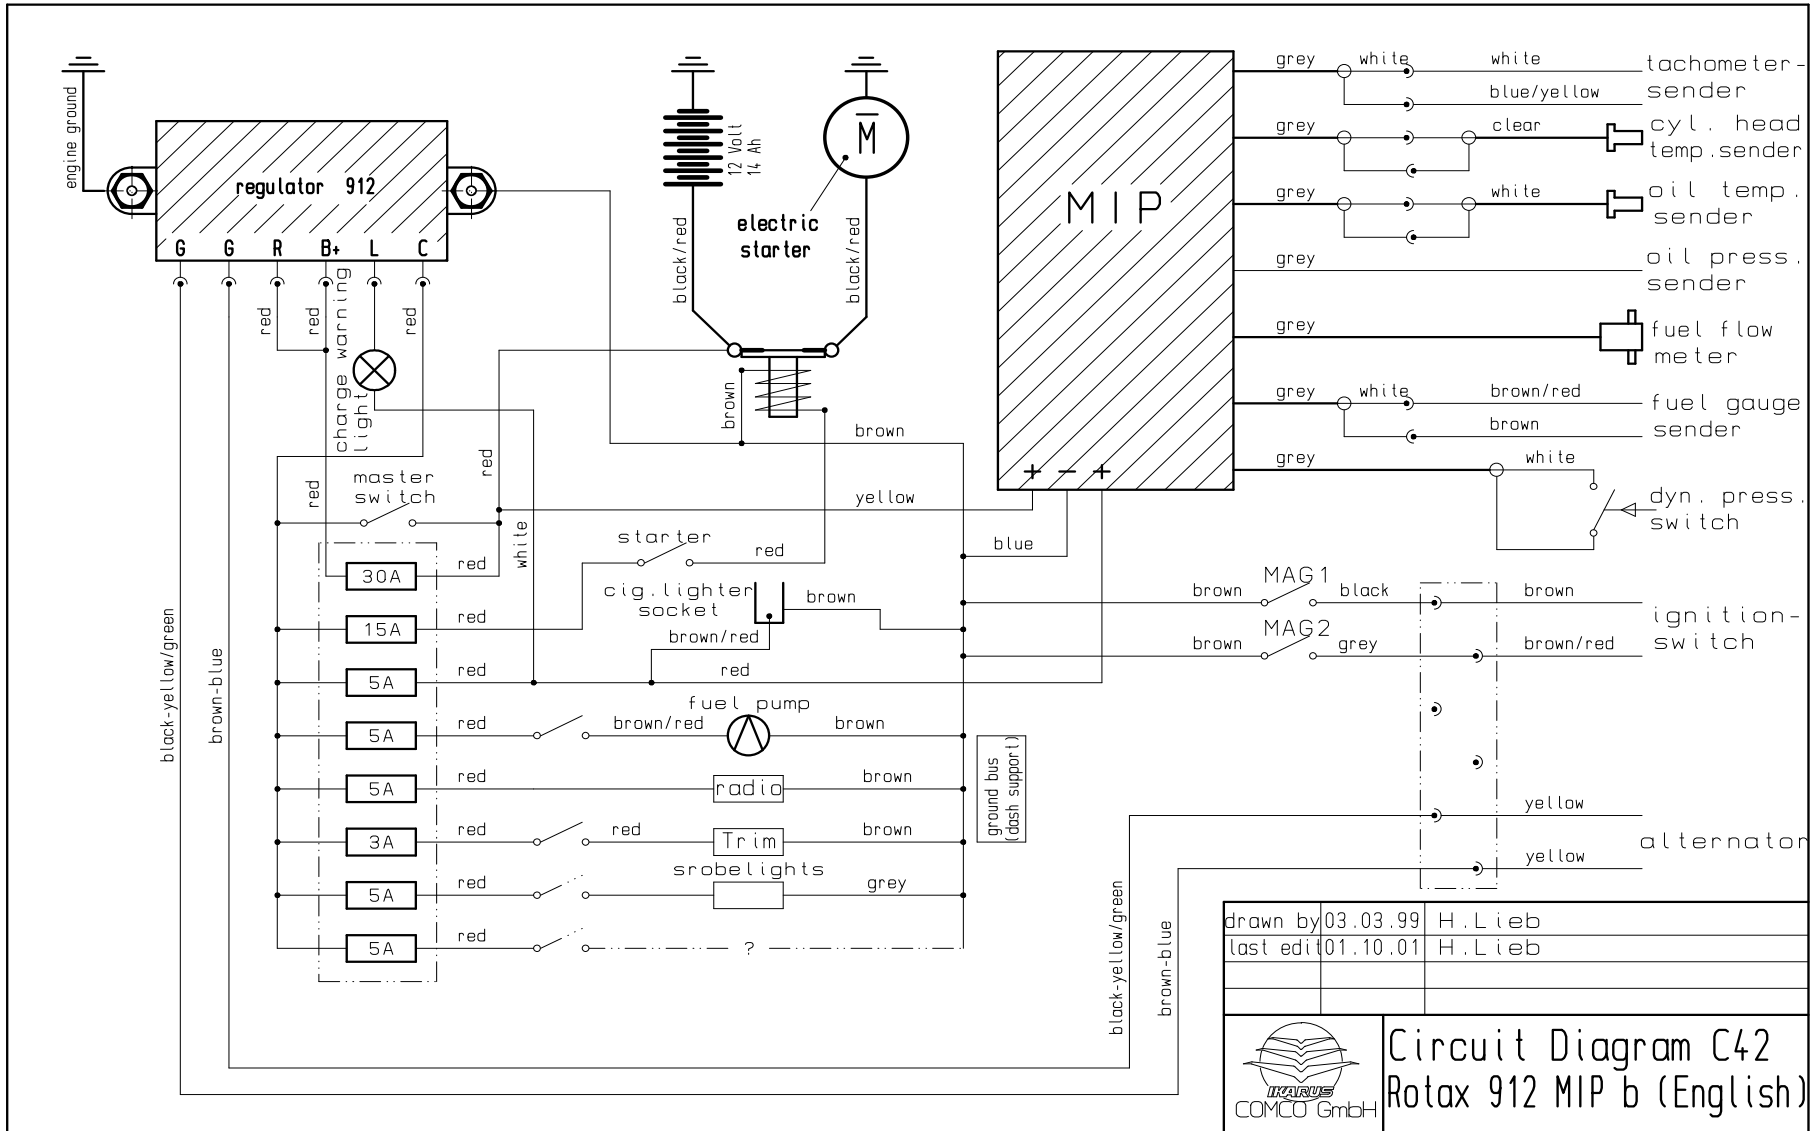 engine ground
regulator 912
G G R B+ L C
red
red
red
charge warning
light
12 Volt
14 Ah
M
electric
starter
black/red
black/red
brown
brown
MIP
+ − +
grey
white
white
blue/yellow
tachometer-
sender
grey
clear
cyl. head
temp.sender
grey
white
oil temp.
sender
grey
oil press.
sender
grey
fuel flow
meter
grey
white
brown/red
brown
fuel gauge
sender
grey
white
dyn. press.
switch
red
red
master
switch
yellow
white
blue
30A
red
starter
red
15A
red
cig.lighter
socket
brown
brown/red
5A
red
red
5A
red
brown/red
fuel pump
brown
5A
red
radio
brown
3A
red
red
Trim
brown
5A
red
srobelights
grey
5A
red
?
ground bus
(dash support)
brown
MAG1
black
brown
brown
MAG2
grey
brown/red
ignition-
switch
yellow
yellow
alternator
black-yellow/green
brown-blue
black-yellow/green
brown-blue
drawn by 03.03.99 H.Lieb
last edit 01.10.01 H.Lieb
IKARUS
COMCO GmbH
Circuit Diagram C42
Rotax 912 MIP b (English)